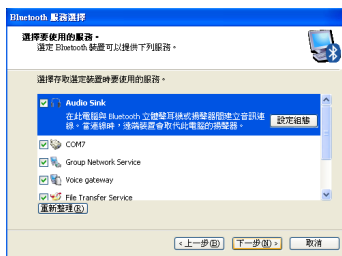 Bluetooth 服務選擇
選擇要使用的服務。
選定 Bluetooth 裝置可以提供下列服務。
選擇存取選定裝置時要使用的服務。
Audio Sink
在此電腦與 Bluetooth 立體聲耳機或揚聲器間建立音訊連
線。當連線時，遠端裝置會取代此電腦的揚聲器。
設定組態
COM7
Group Network Service
Voice gateway
File Transfer Service
重新整理(R)
<上一步(B)
下一步(N)>
取消